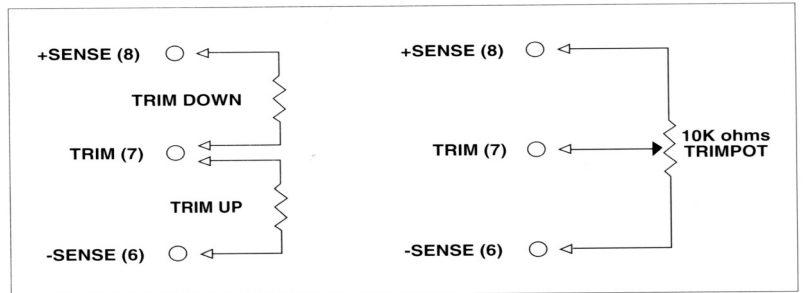 +SENSE (8)
TRIM DOWN
TRIM (7)
TRIM UP
-SENSE (6)
+SENSE (8)
TRIM (7)
10K ohms
TRIMPOT
-SENSE (6)